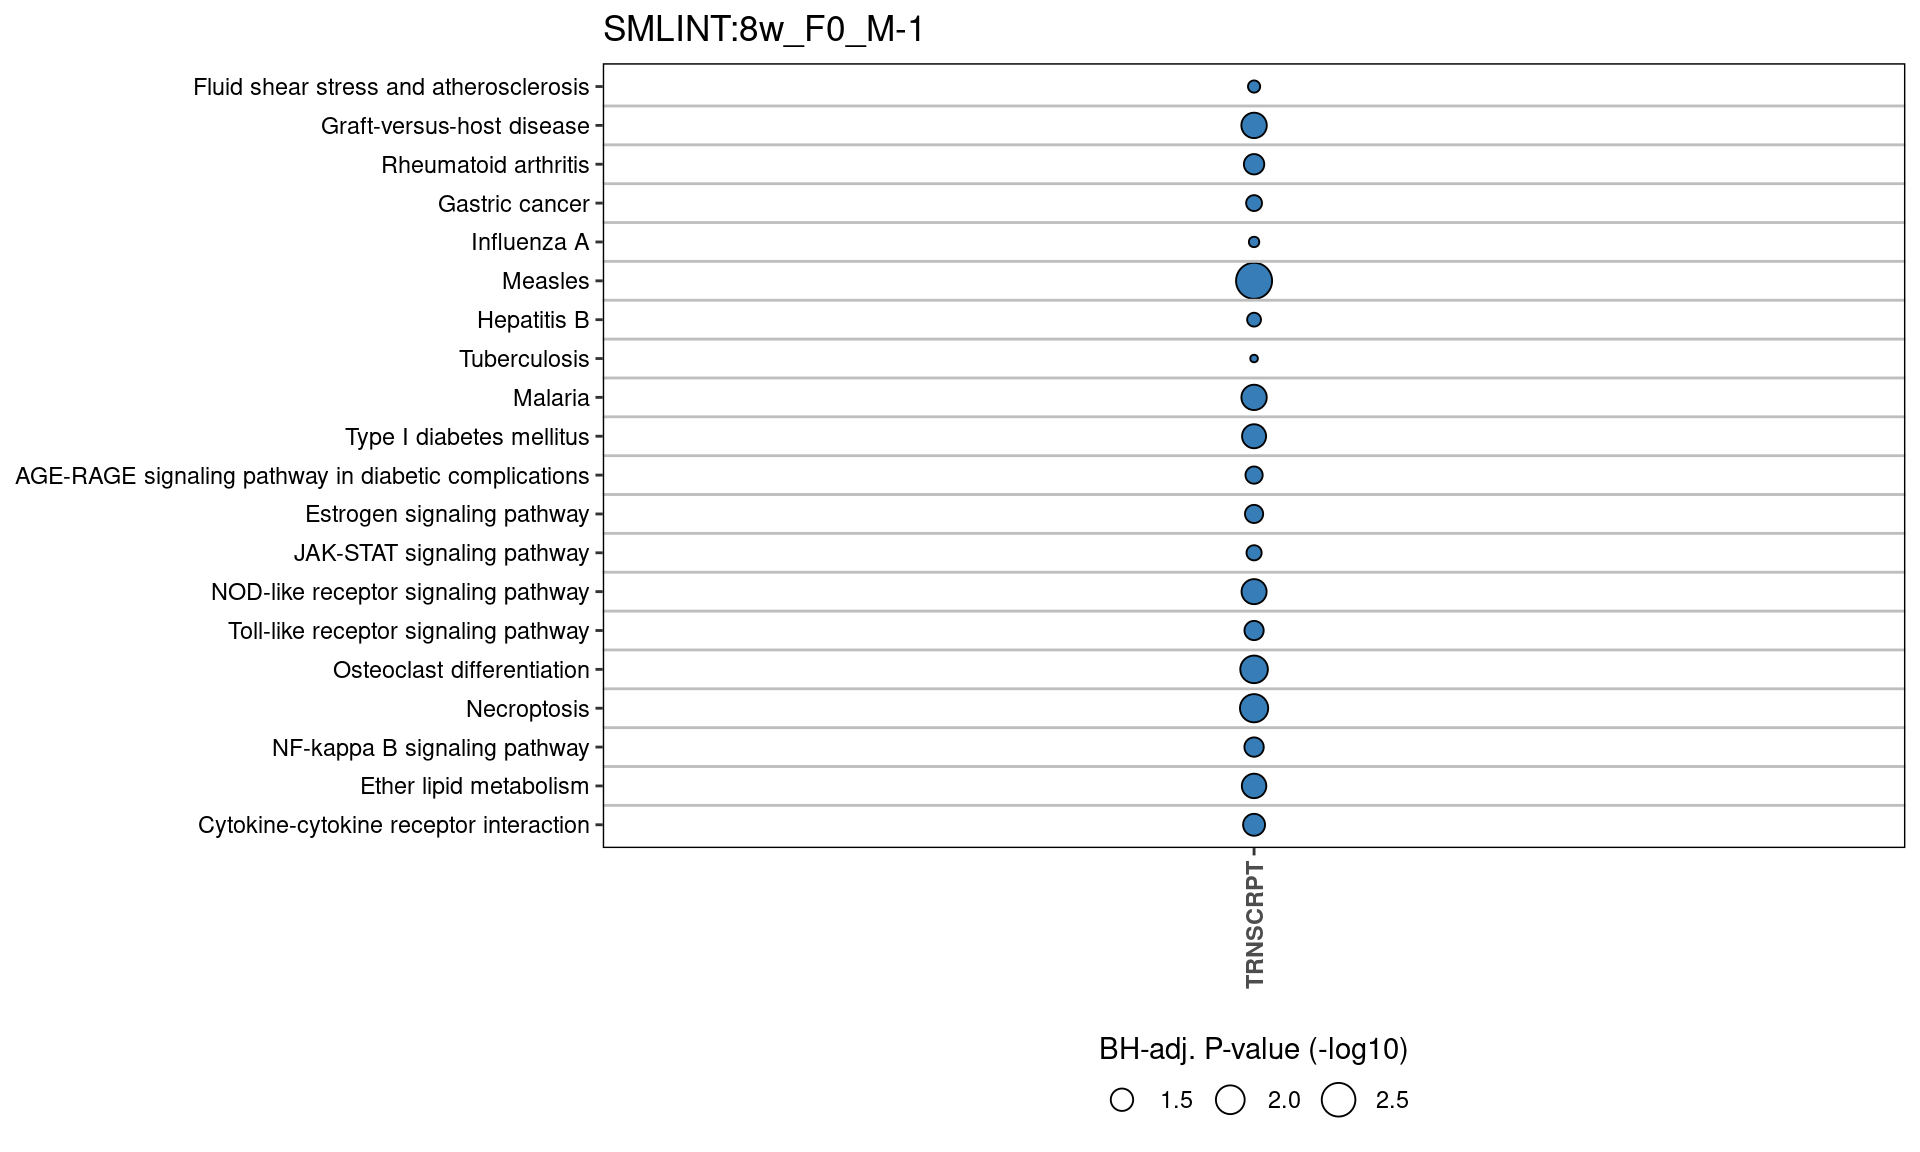 SMLINT:8w_F0_M-1
Fluid shear stress and atherosclerosis
Graft-versus-host disease
Rheumatoid arthritis
Gastric cancer
Influenza A
Measles
Hepatitis B
Tuberculosis
Malaria
Type I diabetes mellitus
AGE-RAGE signaling pathway in diabetic complications
Estrogen signaling pathway
JAK-STAT signaling pathway
NOD-like receptor signaling pathway
Toll-like receptor signaling pathway
Osteoclast differentiation
Necroptosis
NF-kappa B signaling pathway
Ether lipid metabolism
Cytokine-cytokine receptor interaction
TRNSCRPT
BH-adj. P-value (-log10)
1.5 2.0 2.5